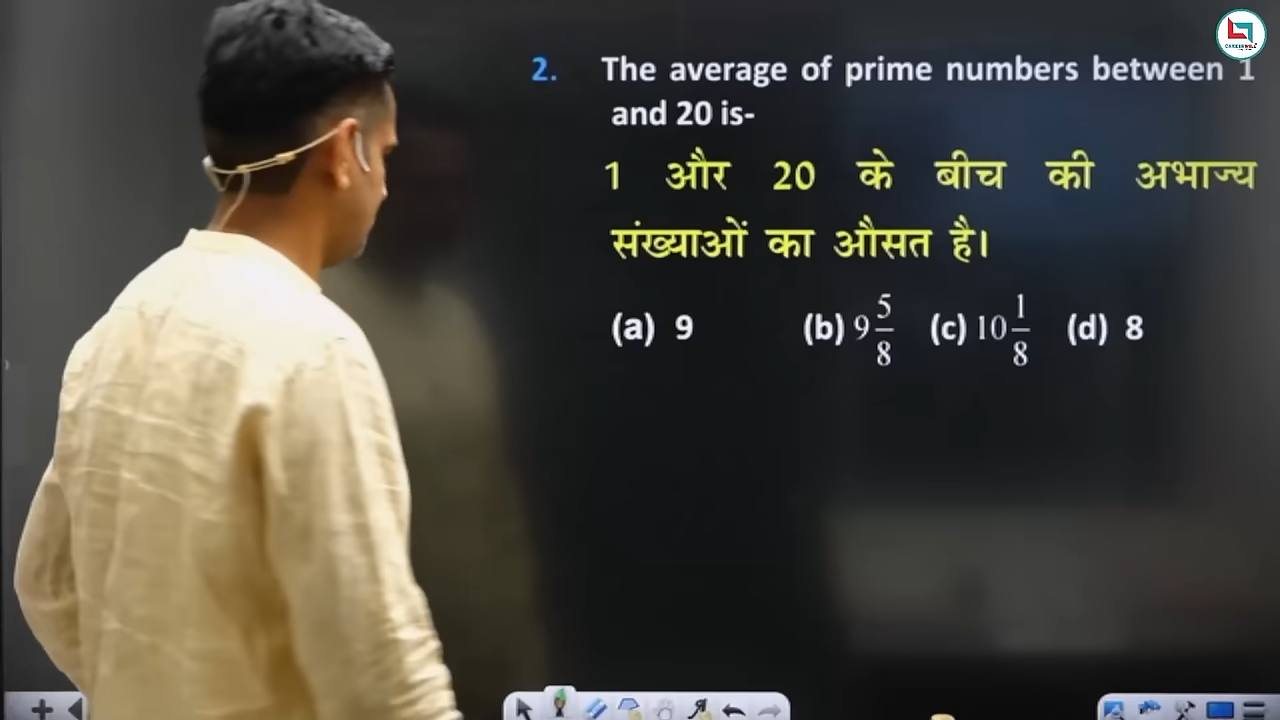 CAREERWILL
2. The average of prime numbers between 1
and 20 is-
1 और 20 के बीच की अभाज्य
संख्याओं का औसत है।
(a) 9 (b) 9 5/8 (c) 10 1/8 (d) 8